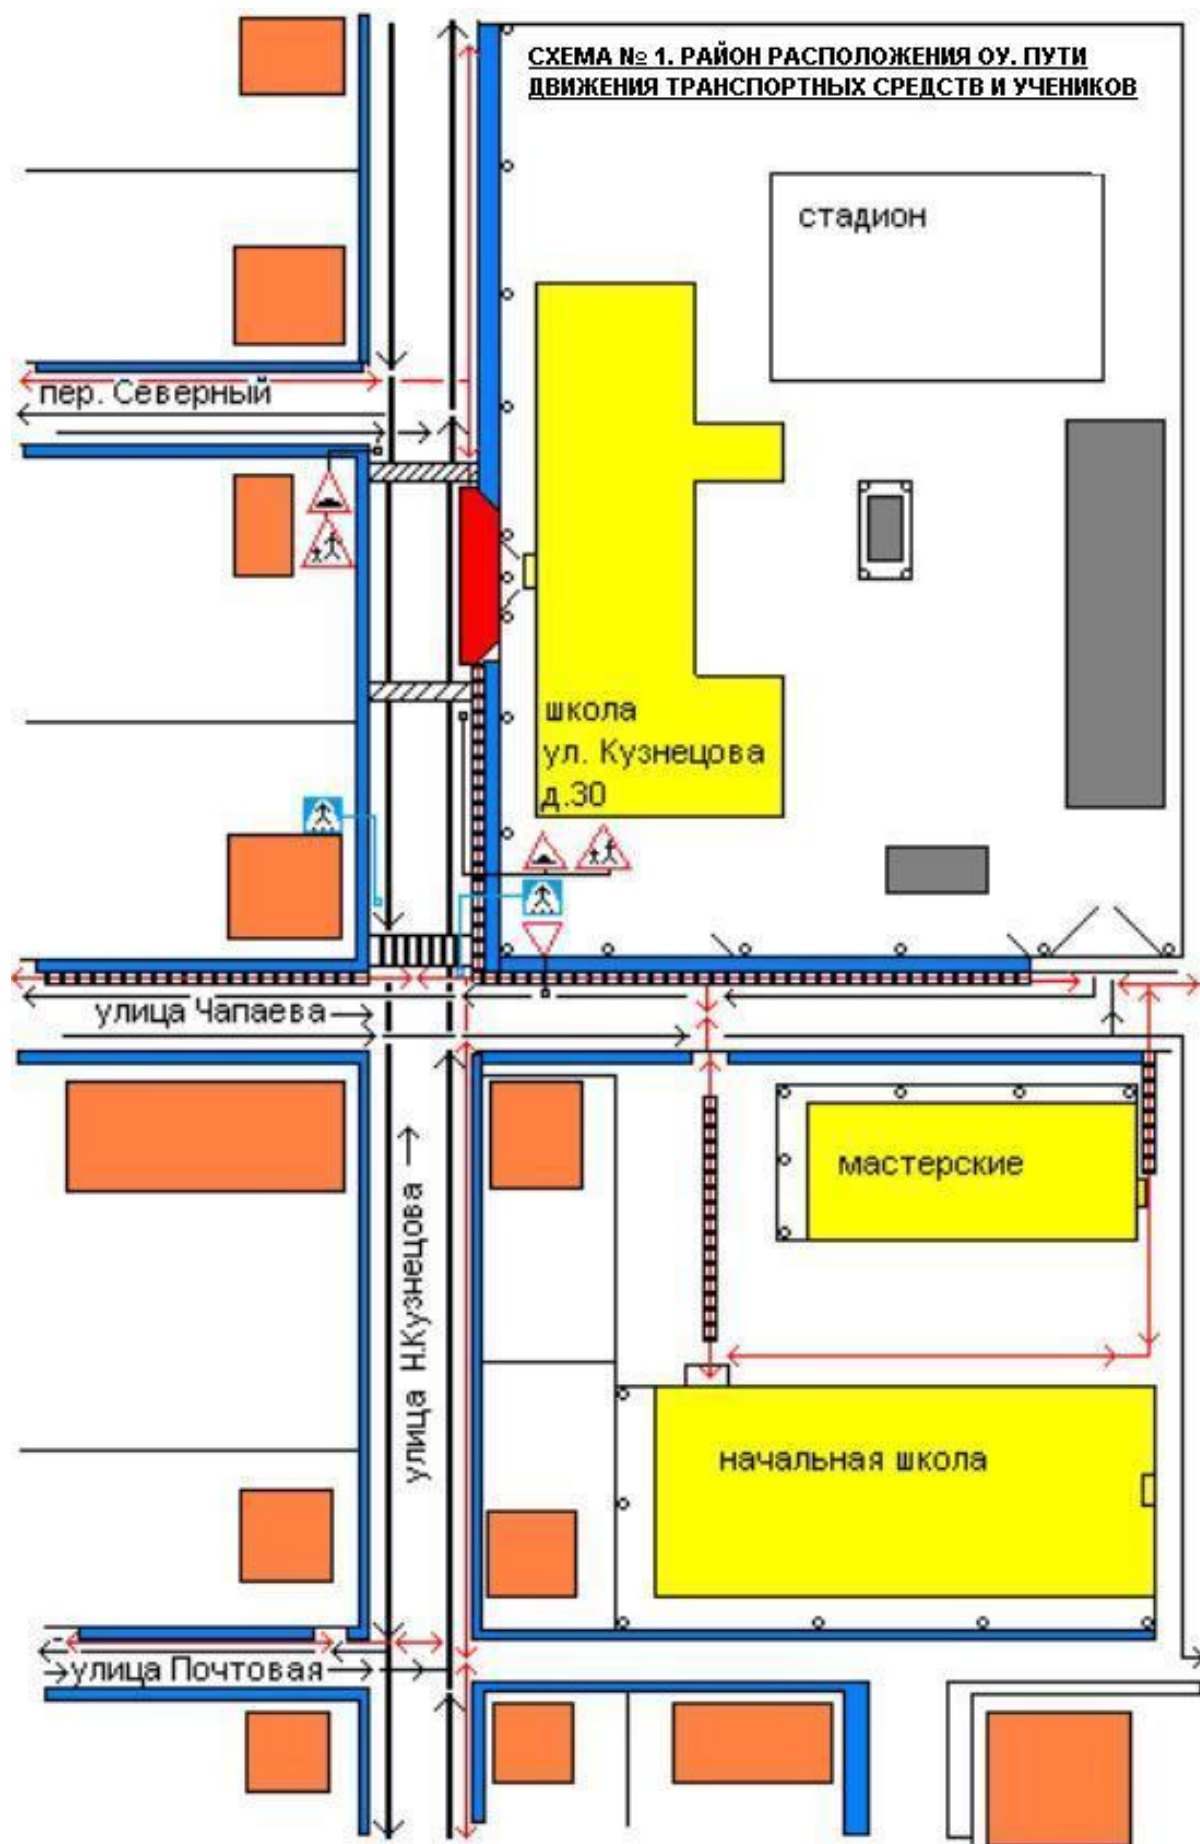 СХЕМА № 1. РАЙОН РАСПОЛОЖЕНИЯ ОУ. ПУТИ
ДВИЖЕНИЯ ТРАНСПОРТНЫХ СРЕДСТВ И УЧЕНИКОВ
стадион
пер. Северный
школа
ул. Кузнецова
д.30
улица Чапаева
мастерские
улица Н.Кузнецова
начальная школа
улица Почтовая